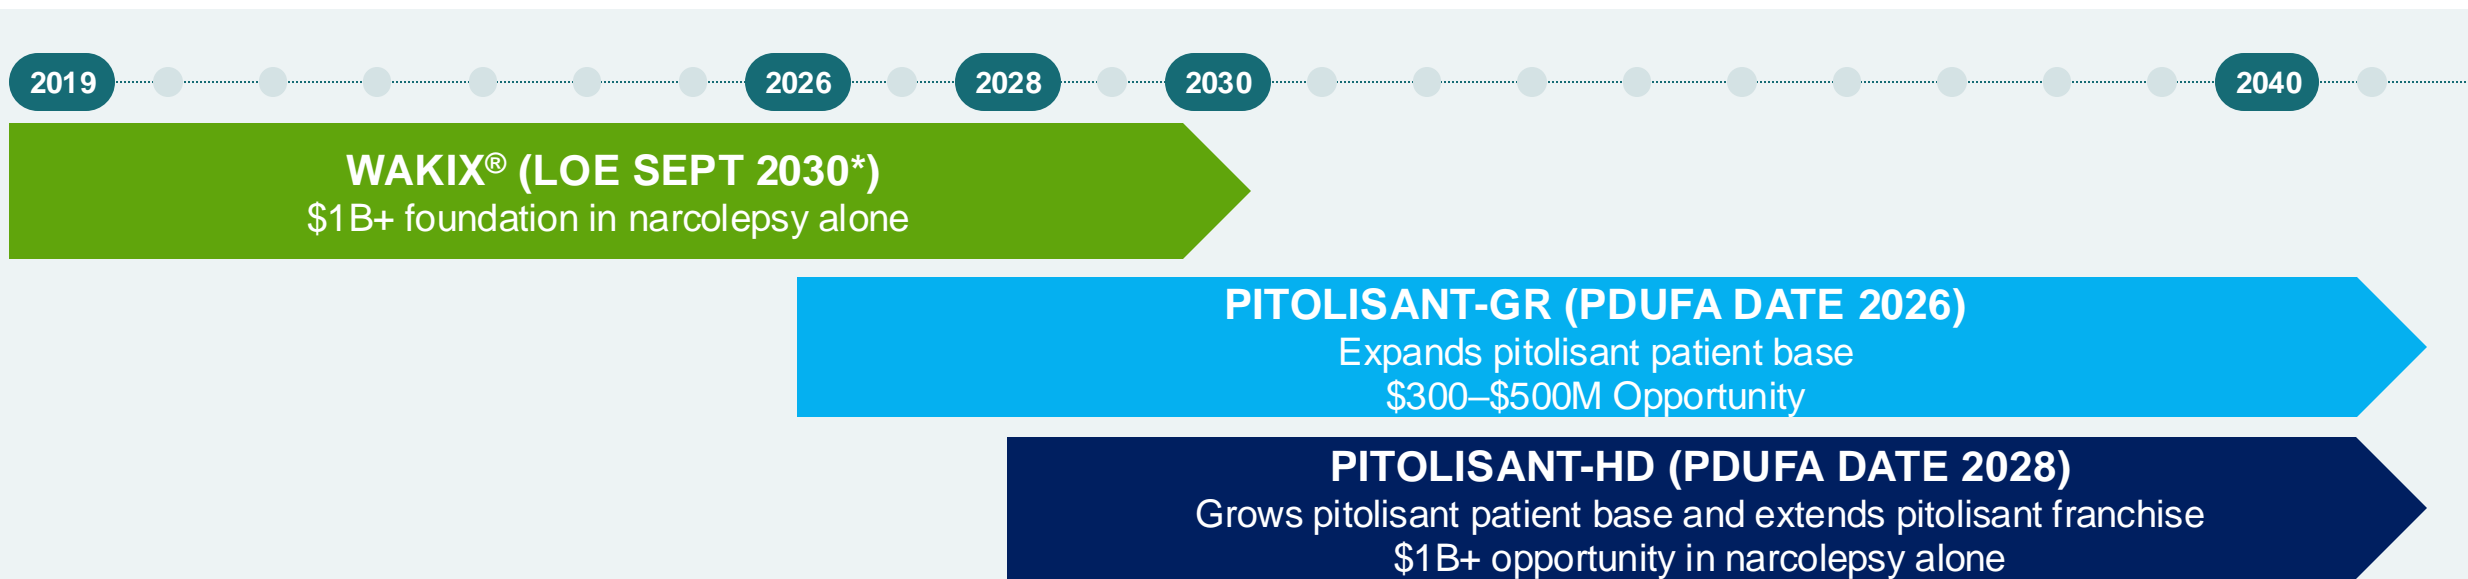 2019 2026 2028 2030 2040
WAKIX® (LOE SEPT 2030*)
$1B+ foundation in narcolepsy alone
PITOLISANT-GR (PDUFA DATE 2026)
Expands pitolisant patient base
$300–$500M Opportunity
PITOLISANT-HD (PDUFA DATE 2028)
Grows pitolisant patient base and extends pitolisant franchise
$1B+ opportunity in narcolepsy alone